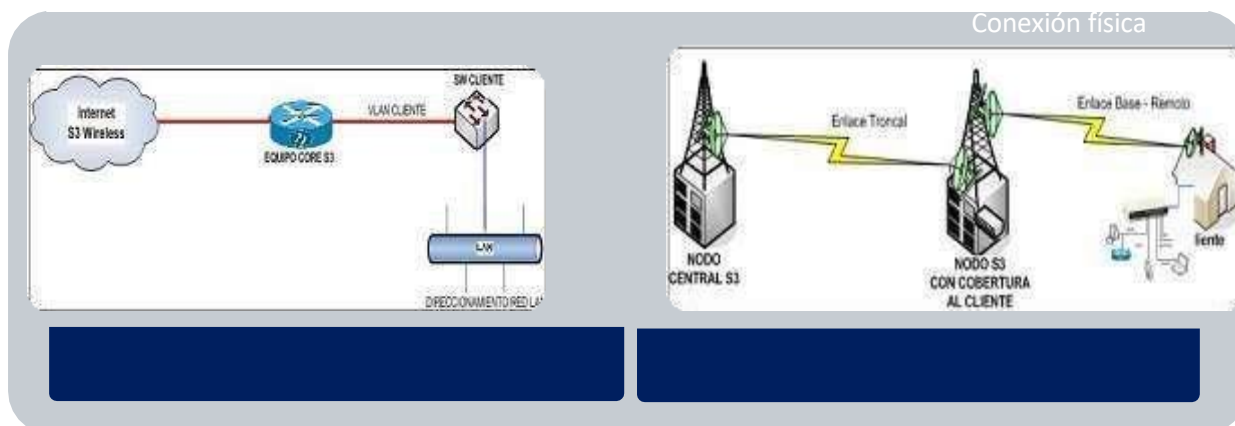 Conexión física
Internet
S3 Wireless
EQUIPO CORE S3
VLAN CLIENTE
SW CLIENTE
LAN
DIRECCIONAMIENTO RED LA
Enlace Troncal
Enlace Base - Remoto
NODO
CENTRAL S3
NODO S3
CON COBERTURA
AL CLIENTE
liente